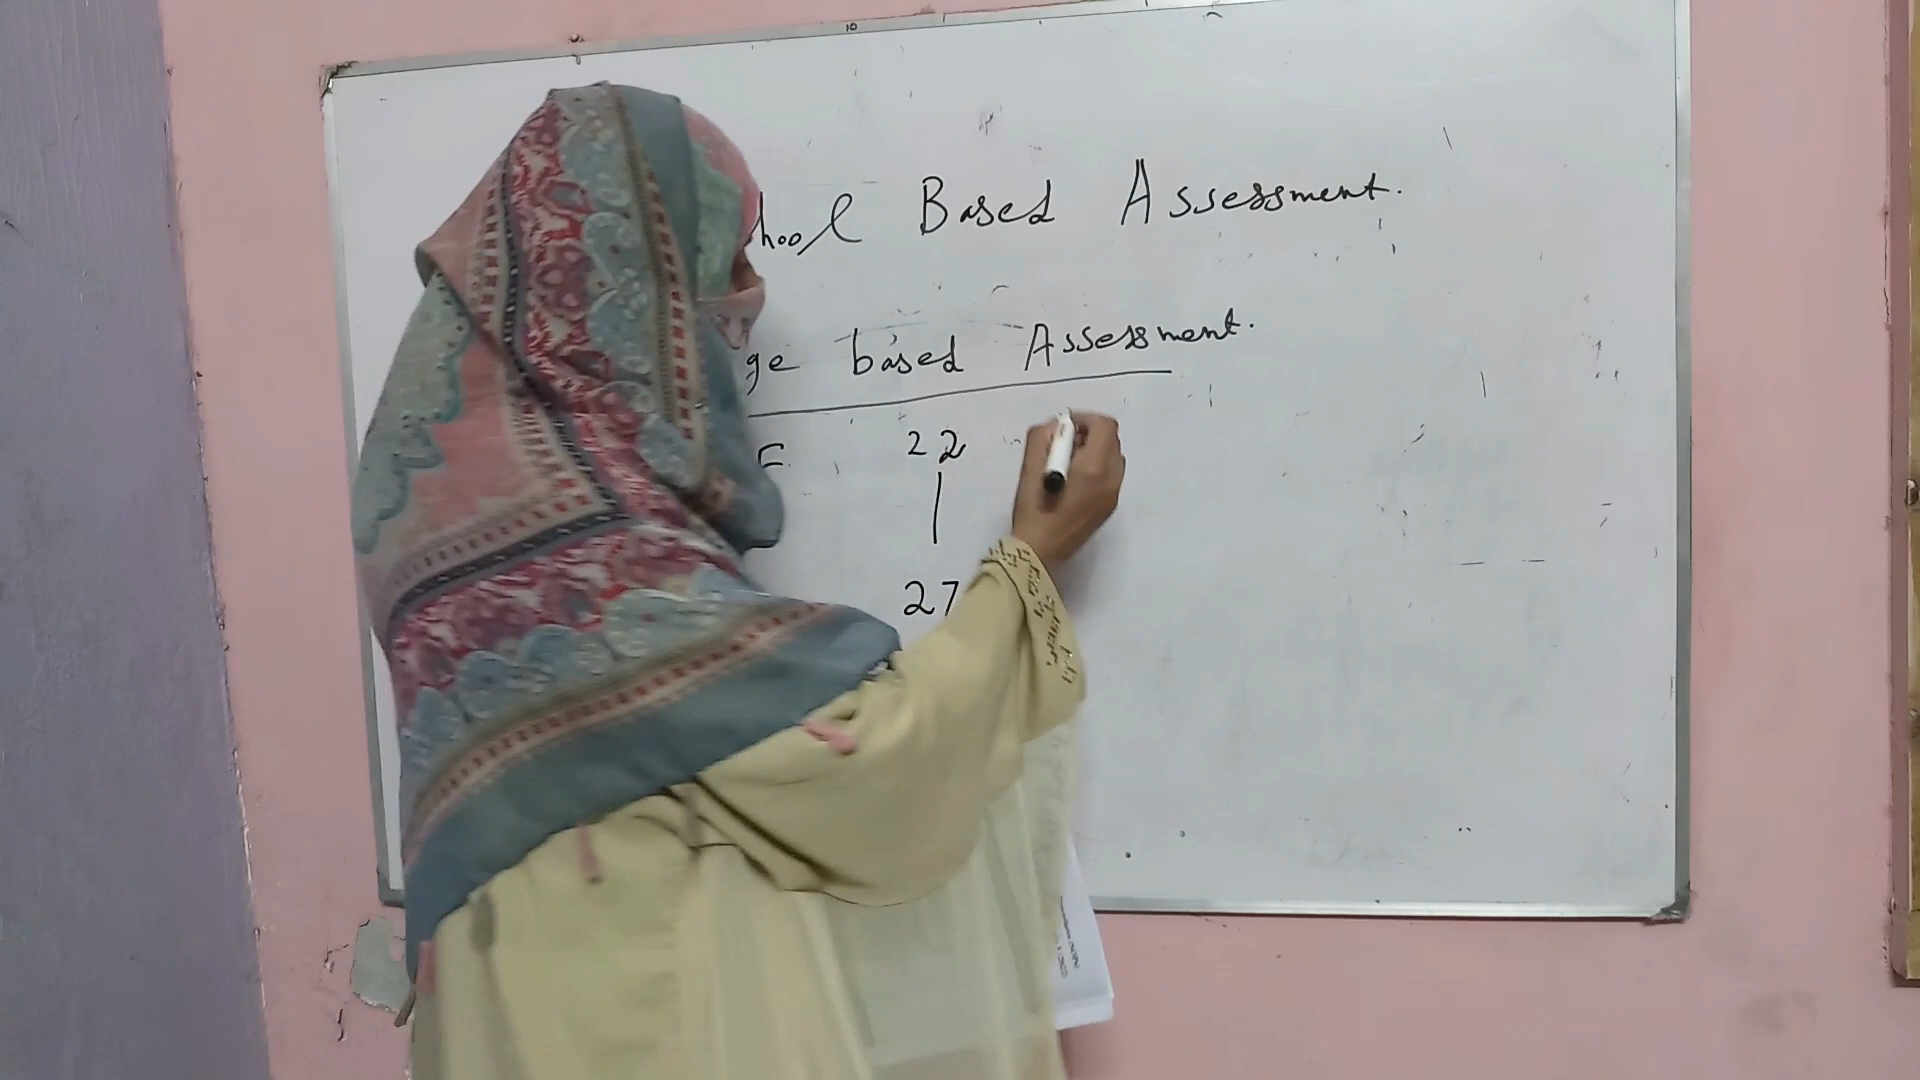 hool Based Assessment.
ge based Assessment.
22
27